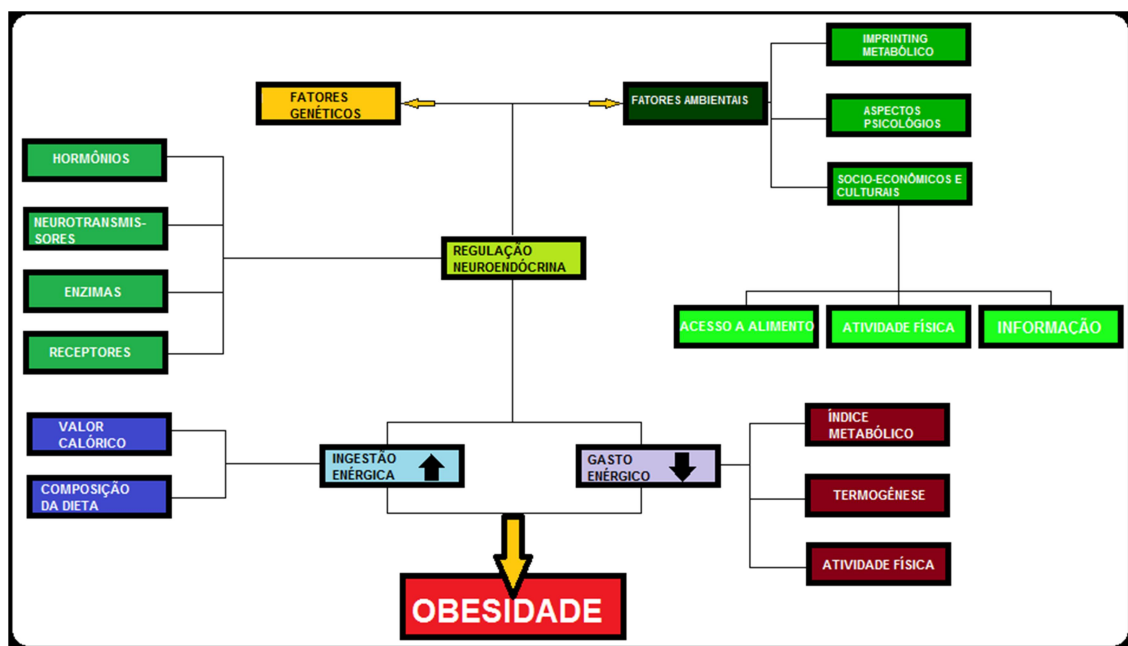 IMPRINTING
METABÔLICO
FATORES
GENÉTICOS
FATORES AMBIENTAIS
ASPECTOS
PSICOLÓGIOS
HORMÔNIOS
SOCIO-ECONÔMICOS E
CULTURAIS
NEUROTRANSMIS-
SORES
REGULAÇÃO
NEUROENDÓCRINA
ENZIMAS
ACESSO A ALIMENTO
ATIVIDADE FÍSICA
INFORMAÇÃO
RECEPTORES
VALOR
CALÓRICO
ÍNDICE
METABÓLICO
INGESTÃO
ENÉRGICA
GASTO
ENÉRGICO
COMPOSIÇÃO
DA DIETA
TERMOGÊNESE
ATIVIDADE FÍSICA
OBESIDADE